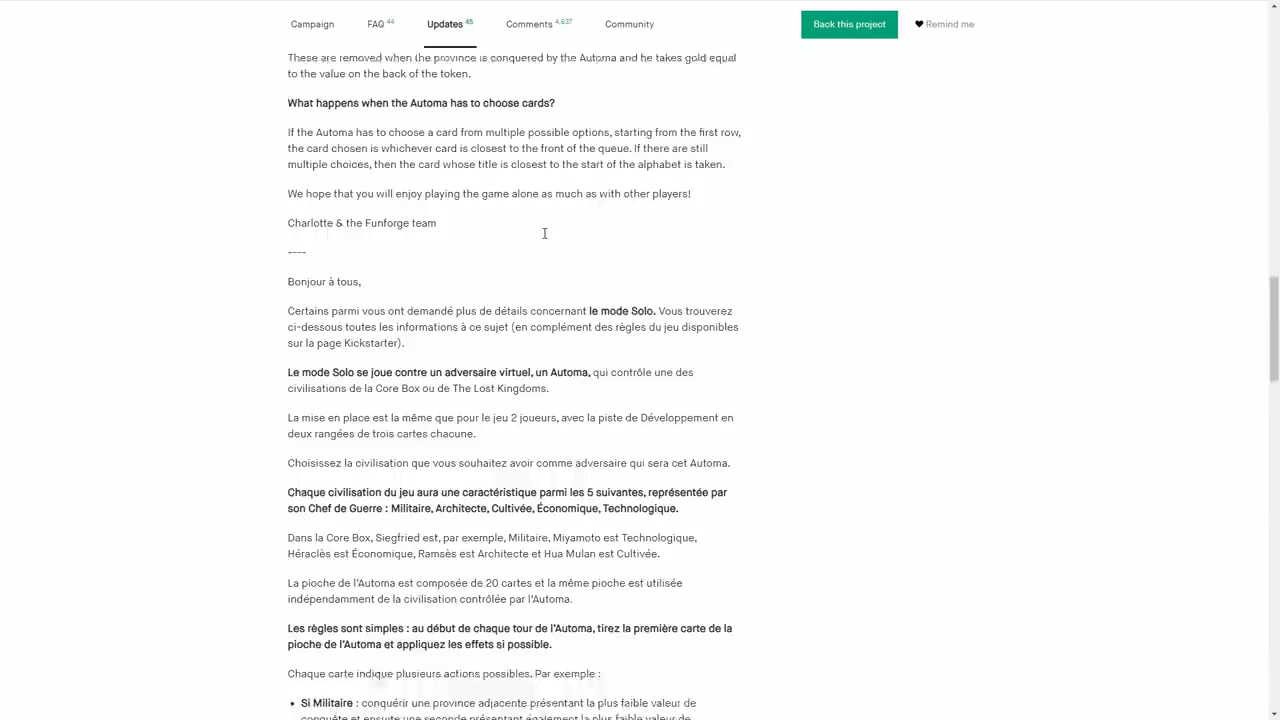 Campaign FAQ 44 Updates 45 Comments 4,637 Community Back this project Remind me
These are removed when the province is conquered by the Automa and he takes gold equal
to the value on the back of the token.
What happens when the Automa has to choose cards?
If the Automa has to choose a card from multiple possible options, starting from the first row,
the card chosen is whichever card is closest to the front of the queue. If there are still
multiple choices, then the card whose title is closest to the start of the alphabet is taken.
We hope that you will enjoy playing the game alone as much as with other players!
Charlotte & the Funforge team
----
Bonjour à tous,
Certains parmi vous ont demandé plus de détails concernant le mode Solo. Vous trouverez
ci-dessous toutes les informations à ce sujet (en complément des règles du jeu disponibles
sur la page Kickstarter).
Le mode Solo se joue contre un adversaire virtuel, un Automa, qui contrôle une des
civilisations de la Core Box ou de The Lost Kingdoms.
La mise en place est la même que pour le jeu 2 joueurs, avec la piste de Développement en
deux rangées de trois cartes chacune.
Choisissez la civilisation que vous souhaitez avoir comme adversaire qui sera cet Automa.
Chaque civilisation du jeu aura une caractéristique parmi les 5 suivantes, représentée par
son Chef de Guerre : Militaire, Architecte, Cultivée, Économique, Technologique.
Dans la Core Box, Siegfried est, par exemple, Militaire, Miyamoto est Technologique,
Héraclès est Économique, Ramsès est Architecte et Hua Mulan est Cultivée.
La pioche de l'Automa est composée de 20 cartes et la même pioche est utilisée
indépendamment de la civilisation contrôlée par l'Automa.
Les règles sont simples : au début de chaque tour de l'Automa, tirez la première carte de la
pioche de l'Automa et appliquez les effets si possible.
Chaque carte indique plusieurs actions possibles. Par exemple :
• Si Militaire : conquérir une province adjacente présentant la plus faible valeur de
conquête et ensuite une seconde présentant également la plus faible valeur de